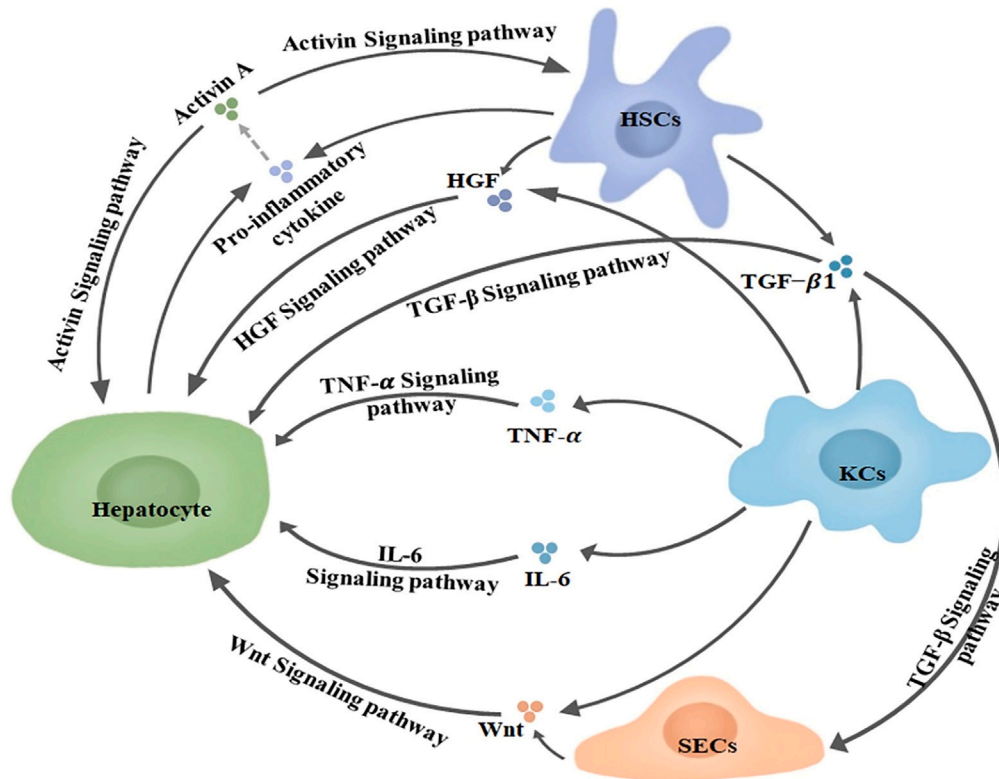 Activin Signaling pathway
Activin A
HSCs
Activin Signaling pathway
Pro-inflammatory
cytokine
HGF
HGF Signaling pathway
TGF-β Signaling pathway
TGF−β1
TNF-α Signaling
pathway
TNF-α
KCs
Hepatocyte
IL-6
Signaling pathway
IL-6
TGF-β Signaling
pathway
Wnt Signaling pathway
Wnt
SECs